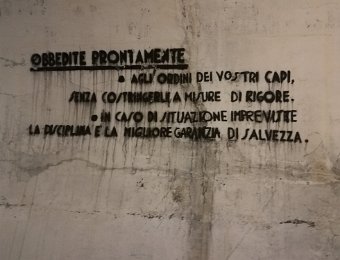 OBBEDITE PRONTAMENTE
• AGLI ORDINI DEI VOSTRI CAPI,
SENZA COSTRINGERLI A MISURE DI RIGORE.
• IN CASO DI SITUAZIONE IMPREVISTE
LA DISCIPLINA È LA MIGLIORE GARANZIA DI SALVEZZA.